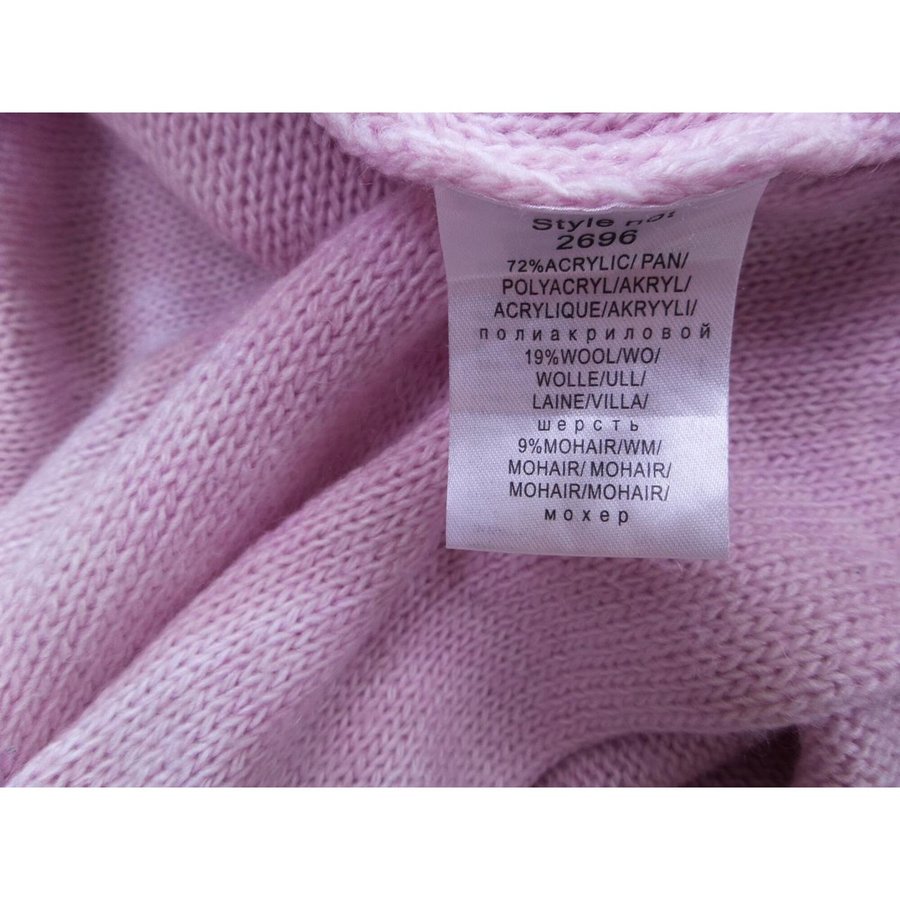 Style no:
2696
72%ACRYLIC/ PAN/
POLYACRYL/AKRYL/
ACRYLIQUE/AKRYYLI/
полиакриловой
19%WOOL/WO/
WOLLE/ULL/
LAINE/VILLA/
шерсть
9%MOHAIR/WM/
MOHAIR/ MOHAIR/
MOHAIR/MOHAIR/
мохер